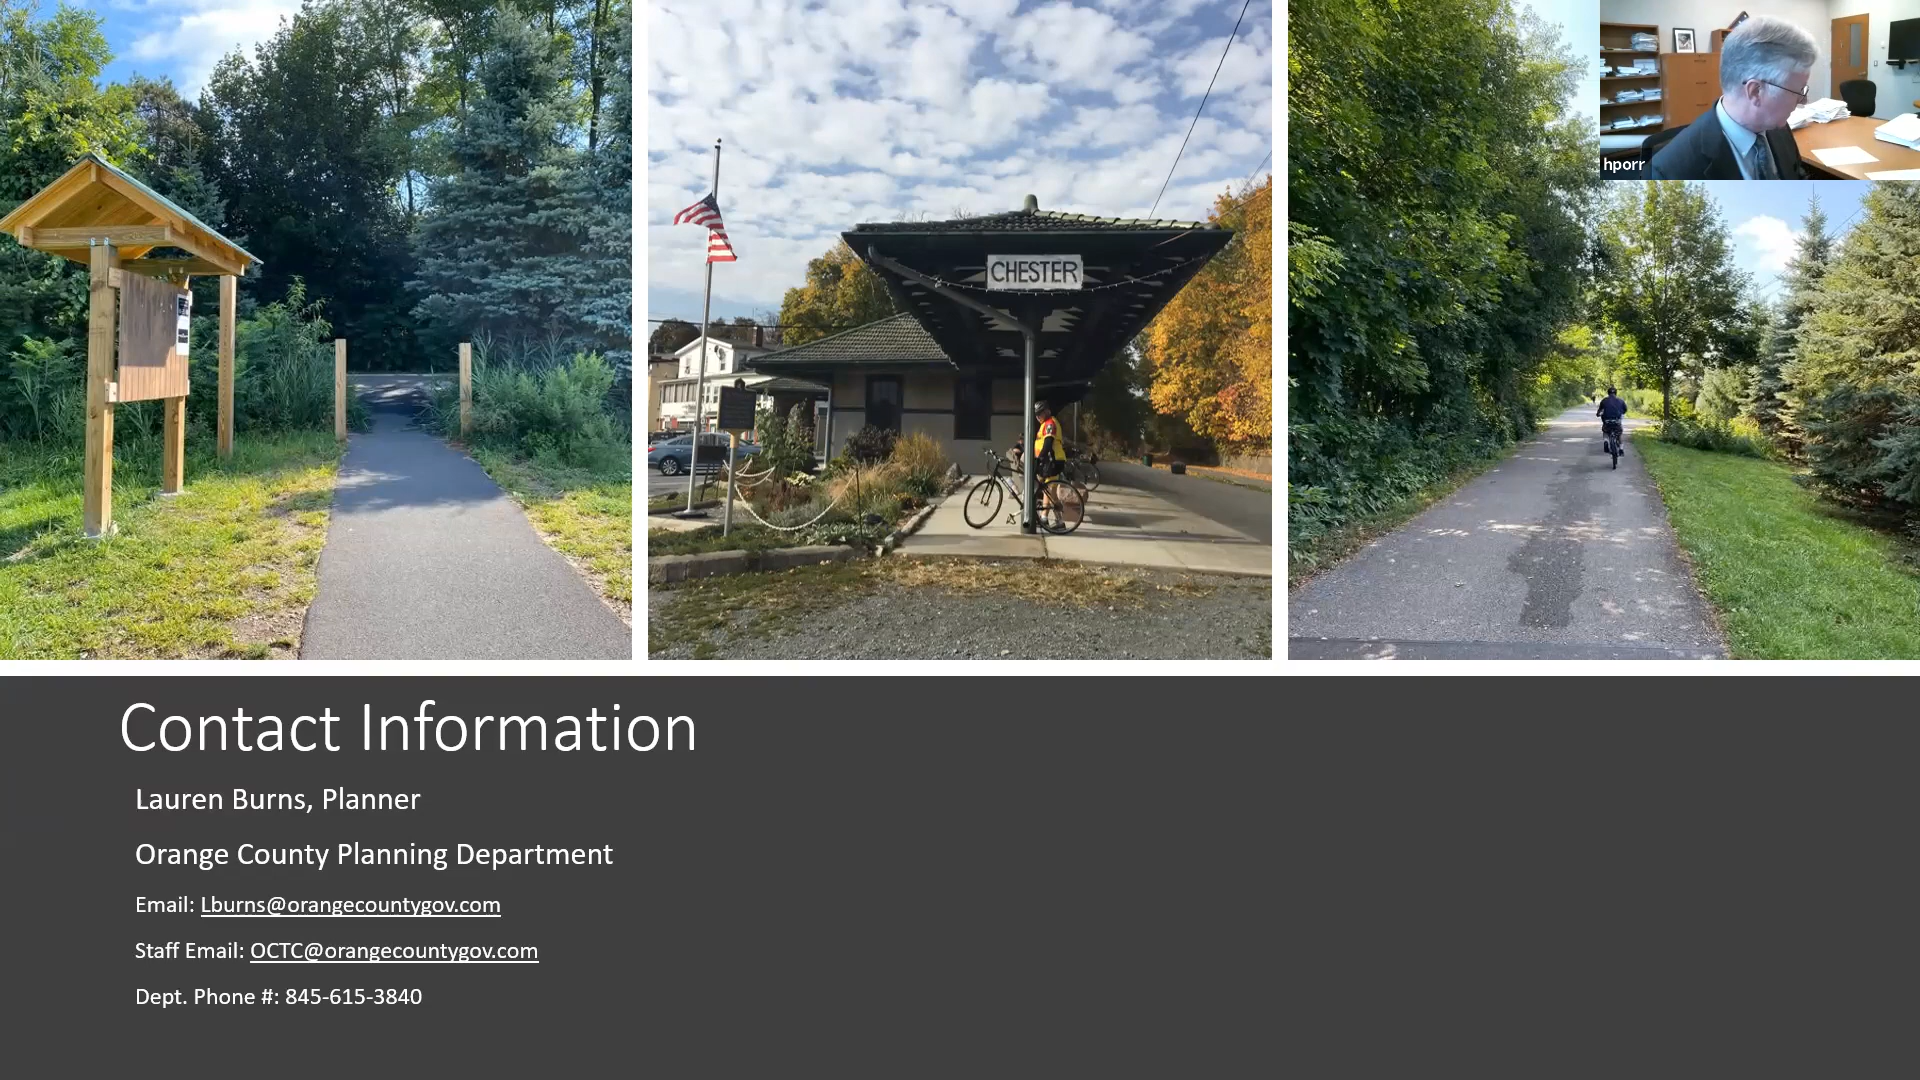 CHESTER
hporr
Contact Information
Lauren Burns, Planner
Orange County Planning Department
Email: Lburns@orangecountygov.com
Staff Email: OCTC@orangecountygov.com
Dept. Phone #: 845-615-3840